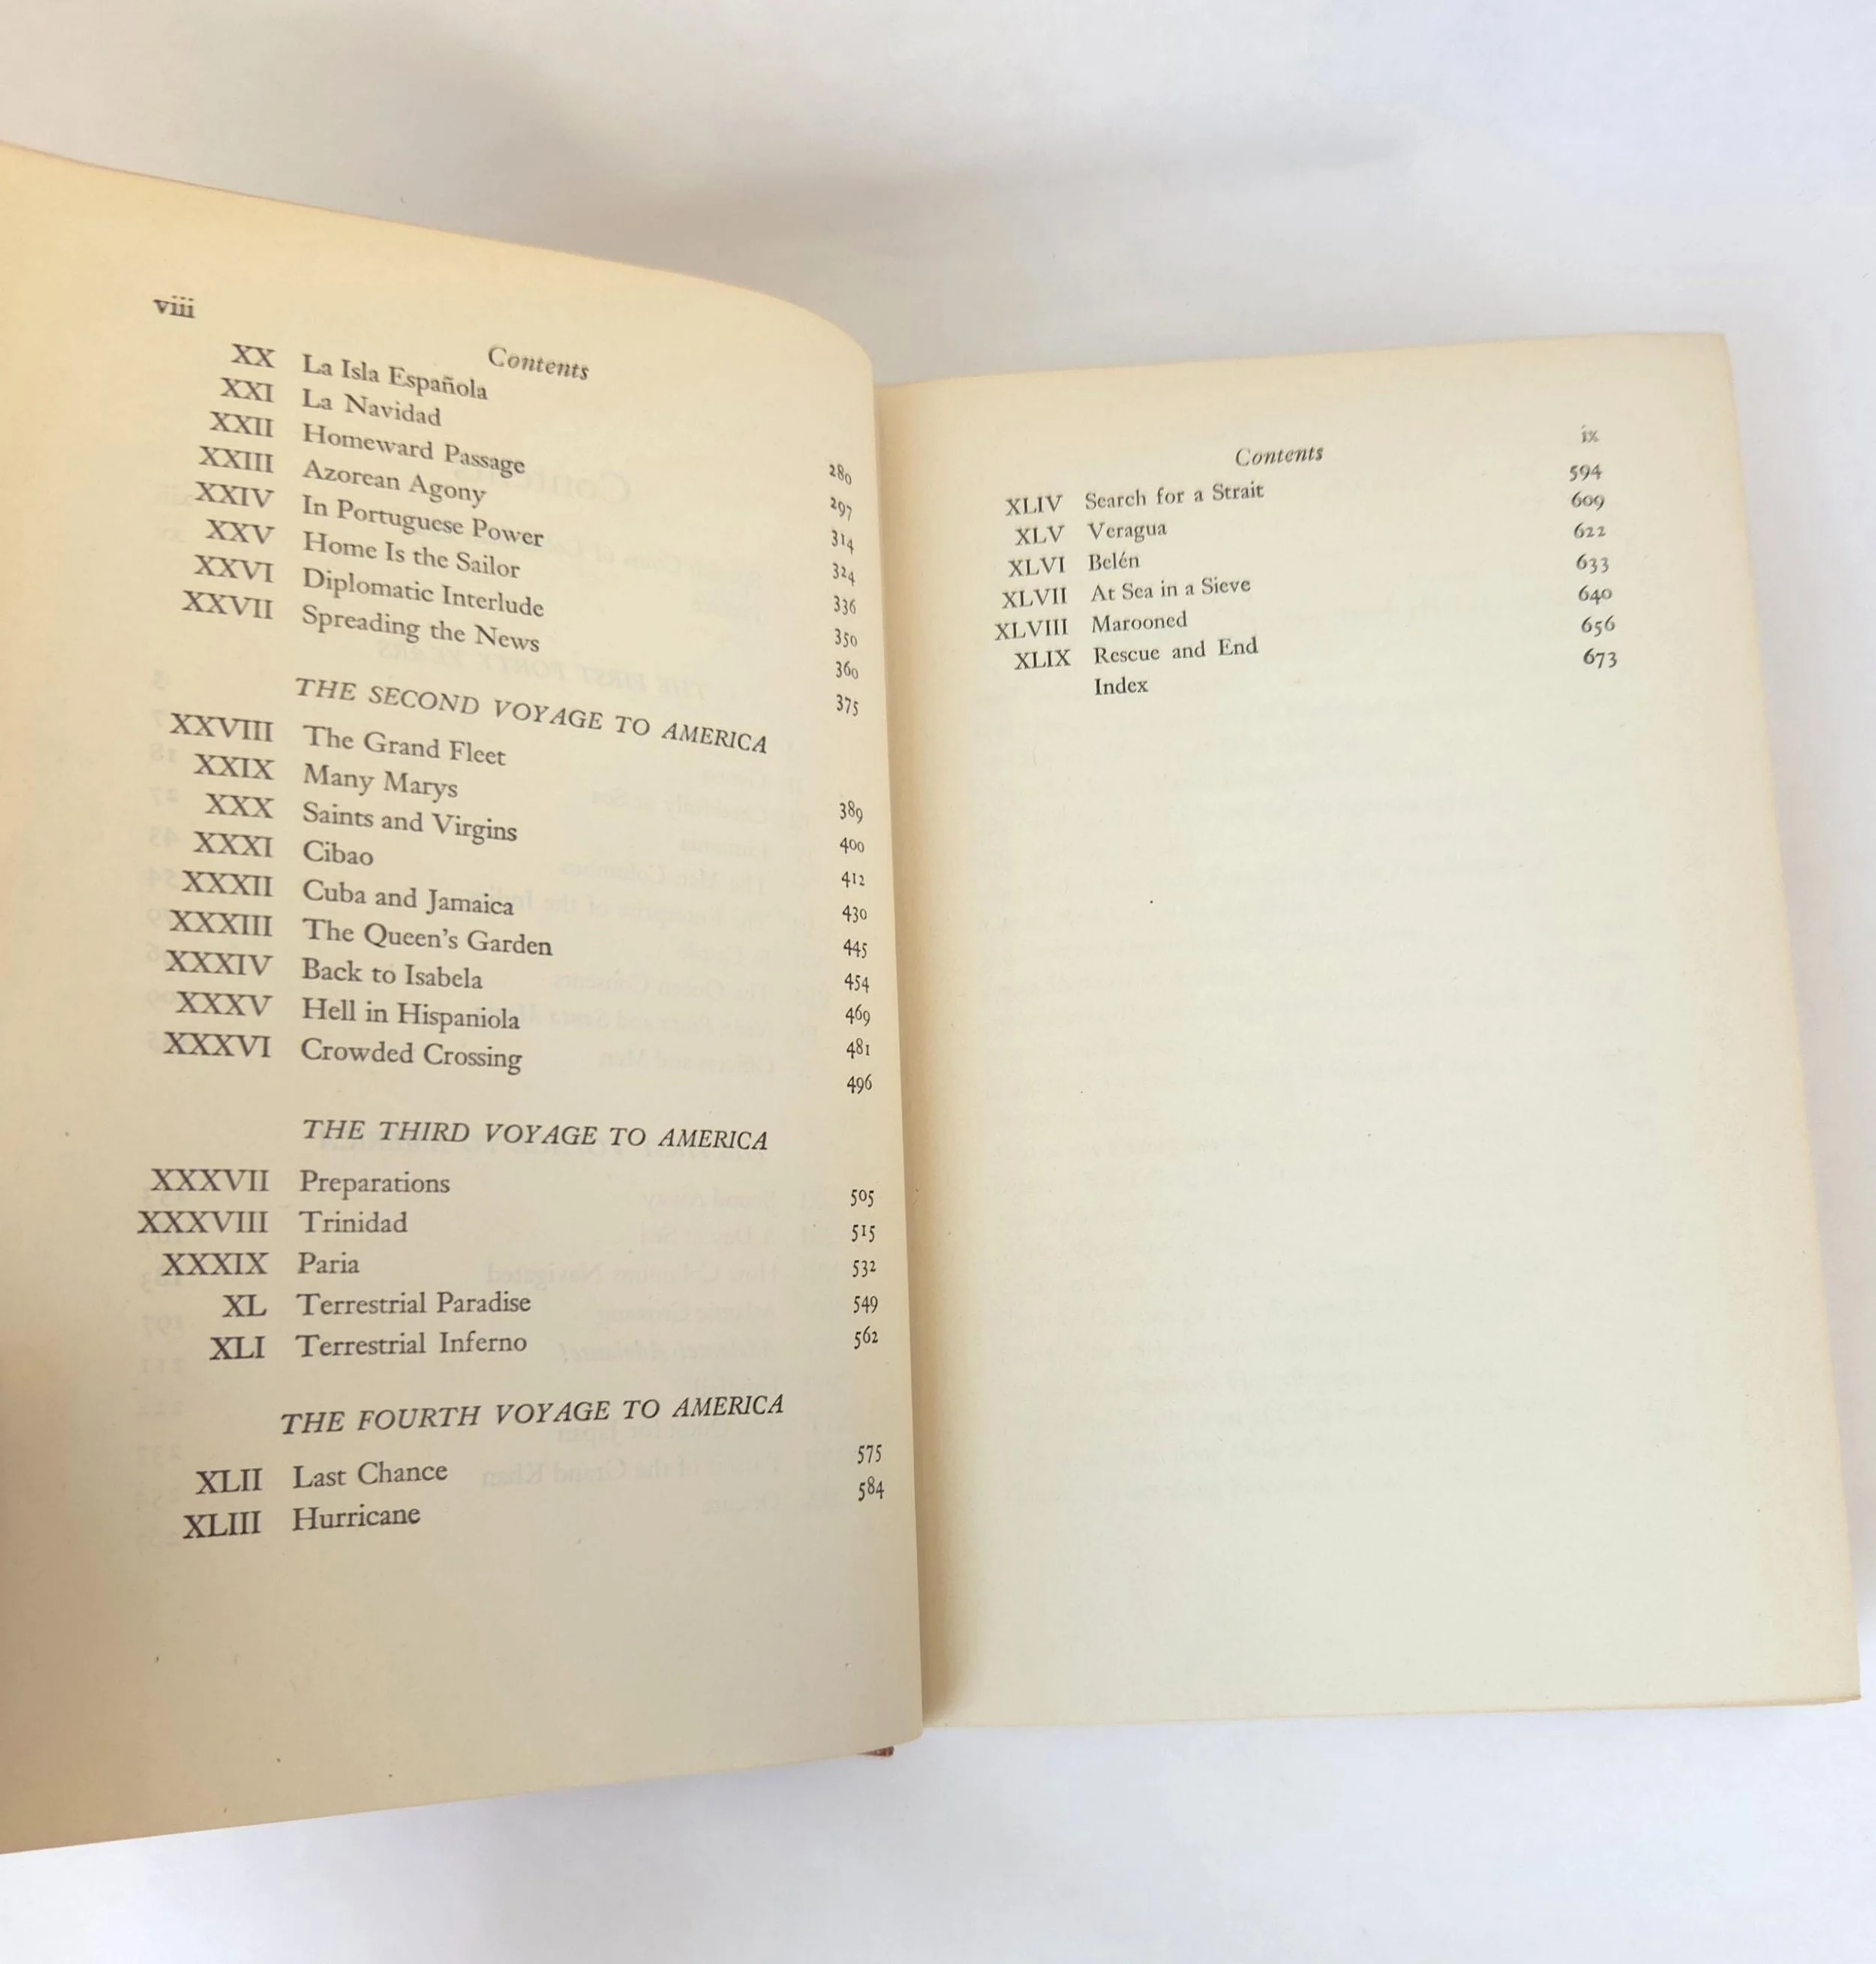 viii
Contents
XX La Isla Española 280
XXI La Navidad 297
XXII Homeward Passage 314
XXIII Azorean Agony 324
XXIV In Portuguese Power 336
XXV Home Is the Sailor 350
XXVI Diplomatic Interlude 360
XXVII Spreading the News 375
THE SECOND VOYAGE TO AMERICA
XXVIII The Grand Fleet 389
XXIX Many Marys 400
XXX Saints and Virgins 412
XXXI Cibao 430
XXXII Cuba and Jamaica 445
XXXIII The Queen's Garden 454
XXXIV Back to Isabela 469
XXXV Hell in Hispaniola 481
XXXVI Crowded Crossing 496
THE THIRD VOYAGE TO AMERICA
XXXVII Preparations 505
XXXVIII Trinidad 515
XXXIX Paria 532
XL Terrestrial Paradise 549
XLI Terrestrial Inferno 562
THE FOURTH VOYAGE TO AMERICA
XLII Last Chance 575
XLIII Hurricane 584
Contents ix
XLIV Search for a Strait 594
XLV Veragua 609
XLVI Belén 622
XLVII At Sea in a Sieve 633
XLVIII Marooned 640
XLIX Rescue and End 656
Index 673